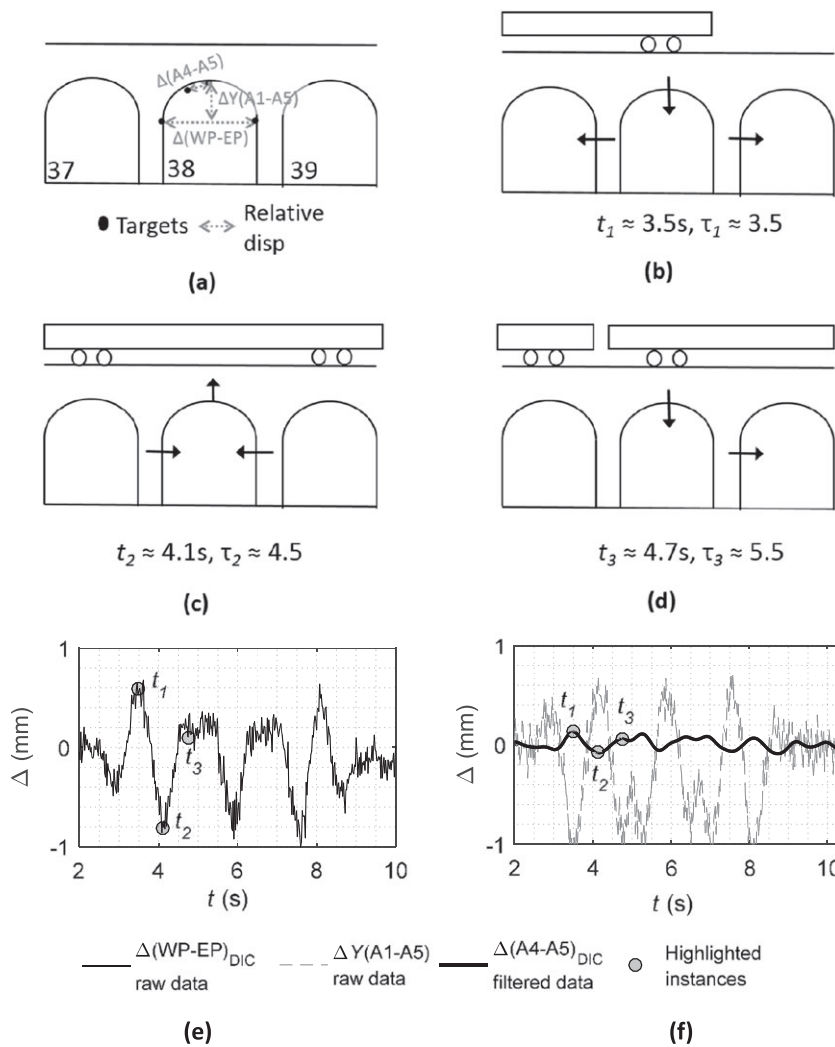 Δ(A4-A5)
ΔY(A1-A5)
Δ(WP-EP)
37
38
39
Targets
Relative
disp
(a)
t1 ≈ 3.5s, τ1 ≈ 3.5
(b)
t2 ≈ 4.1s, τ2 ≈ 4.5
(c)
t3 ≈ 4.7s, τ3 ≈ 5.5
(d)
1
0
-1
Δ (mm)
t1
t2
t3
2 4 6 8 10
t (s)
1
0
-1
Δ (mm)
t1
t2
t3
2 4 6 8 10
t (s)
Δ(WP-EP)DIC
raw data
Δ Y(A1-A5)
raw data
Δ(A4-A5)DIC
filtered data
Highlighted
instances
(e)
(f)